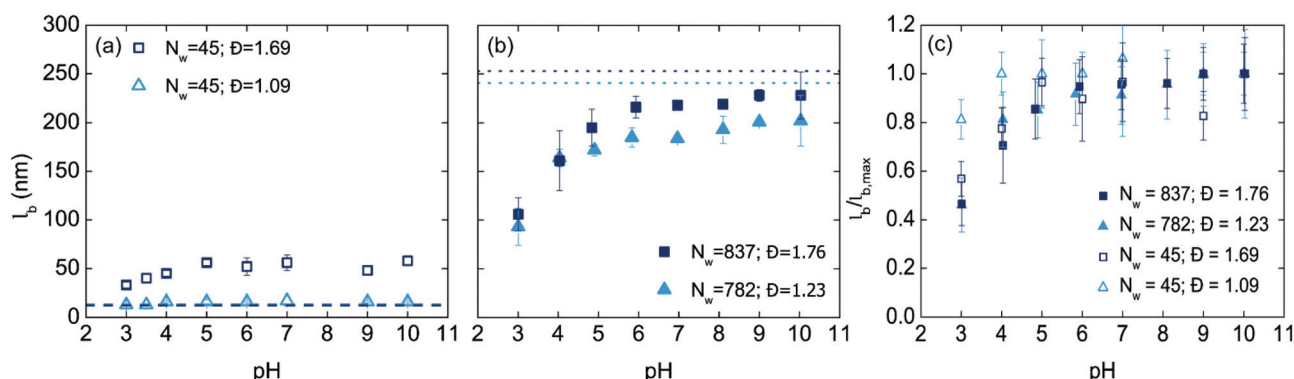 (a)
N_w=45; Đ=1.69
N_w=45; Đ=1.09
300
250
200
150
100
50
0
l_b (nm)
2 3 4 5 6 7 8 9 10 11
pH
(b)
N_w=837; Đ=1.76
N_w=782; Đ=1.23
2 3 4 5 6 7 8 9 10 11
pH
(c)
1.2
1.0
0.8
0.6
0.4
0.2
0.0
l_b/l_b,max
N_w = 837; Đ = 1.76
N_w = 782; Đ = 1.23
N_w = 45; Đ = 1.69
N_w = 45; Đ = 1.09
2 3 4 5 6 7 8 9 10 11
pH